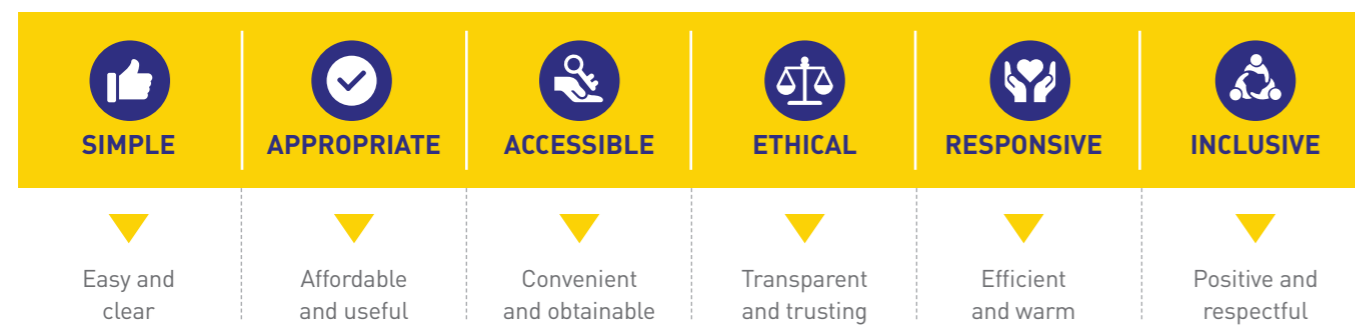 SIMPLE
APPROPRIATE
ACCESSIBLE
ETHICAL
RESPONSIVE
INCLUSIVE
Easy and
clear
Affordable
and useful
Convenient
and obtainable
Transparent
and trusting
Efficient
and warm
Positive and
respectful